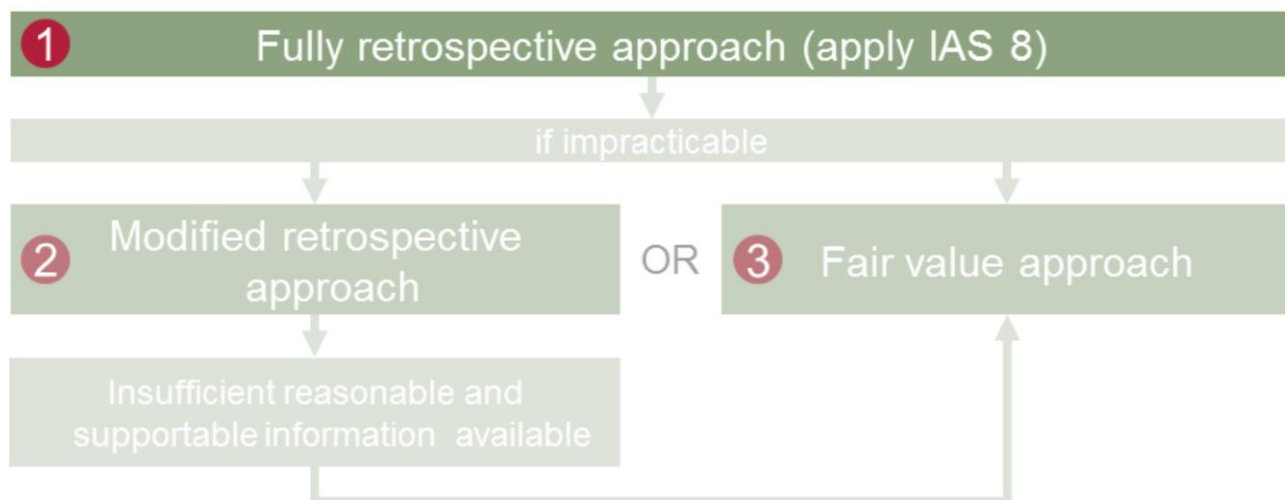 1 Fully retrospective approach (apply IAS 8)
if impracticable
Modified retrospective
2 approach
OR
3 Fair value approach
Insufficient reasonable and
supportable information available